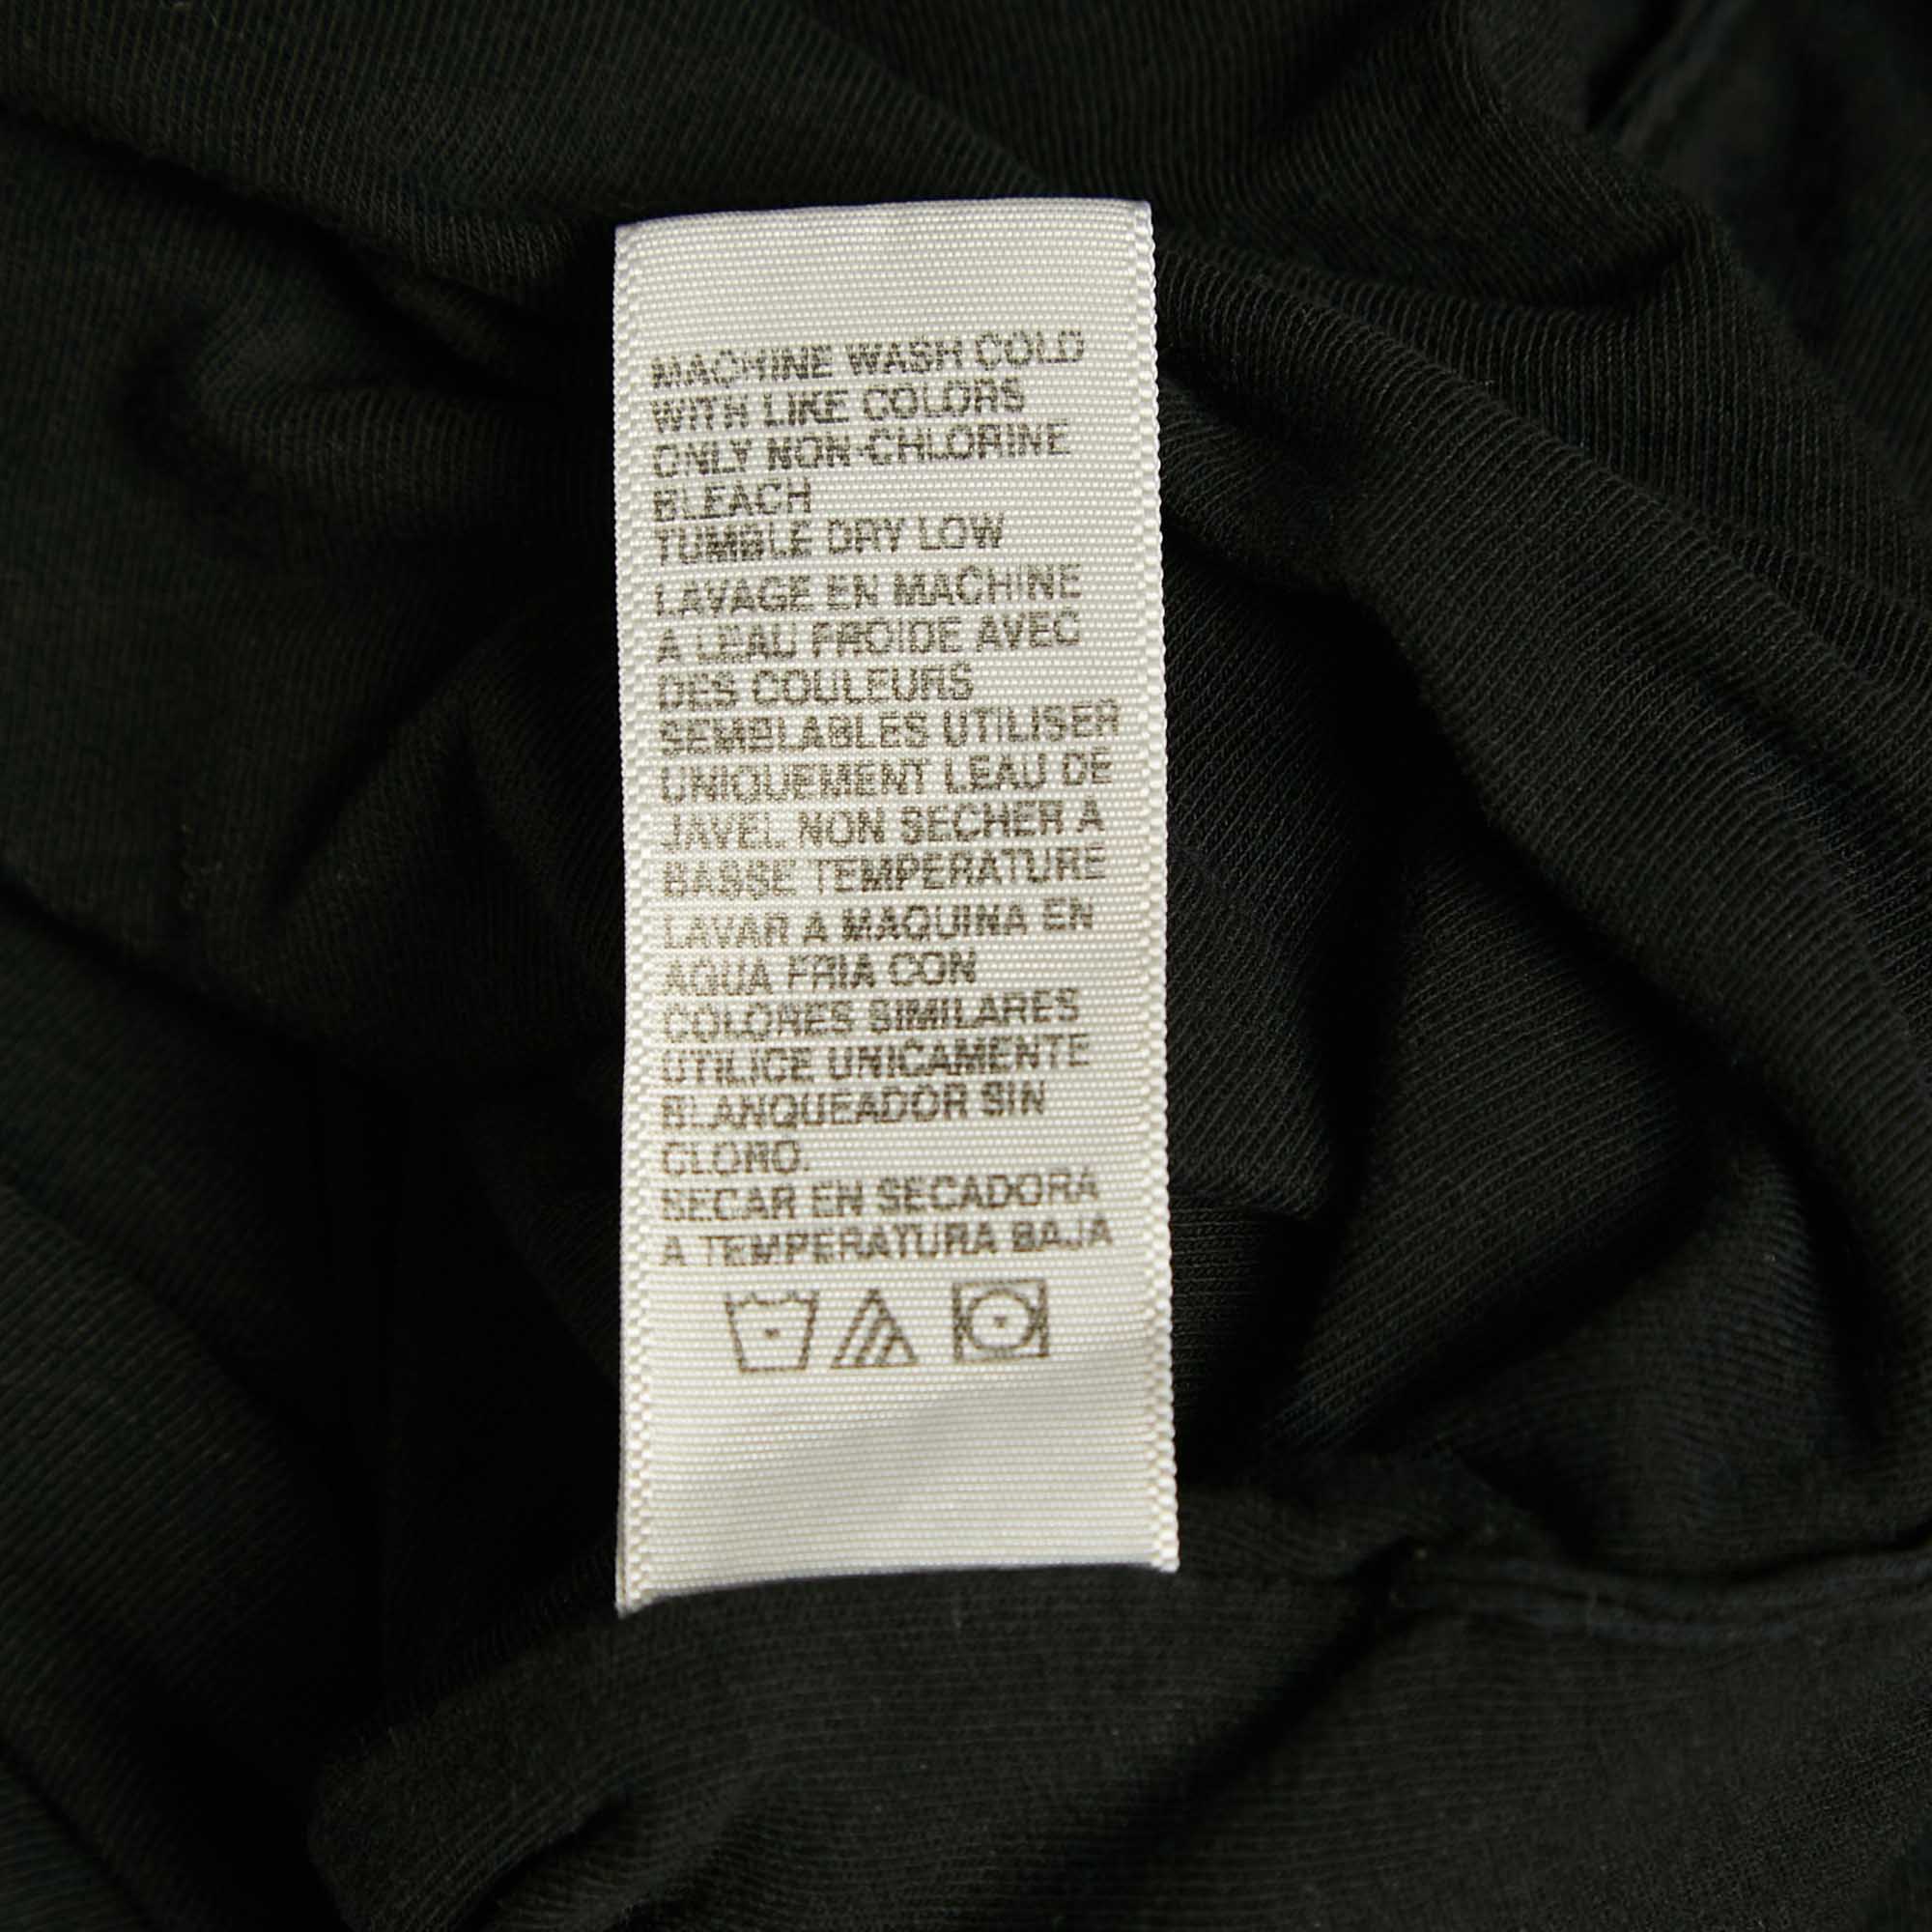 MACHINE WASH COLD
WITH LIKE COLORS
ONLY NON-CHLORINE
BLEACH
TUMBLE DRY LOW
LAVAGE EN MACHINE
A LEAU FROIDE AVEC
DES COULEURS
SEMBLABLES UTILISER
UNIQUEMENT LEAU DE
JAVEL NON SECHER A
BASSE TEMPERATURE
LAVAR A MAQUINA EN
AQUA FRIA CON
COLORES SIMILARES
UTILICE UNICAMENTE
BLANQUEADOR SIN
CLORO.
SECAR EN SECADORA
A TEMPERATURA BAJA